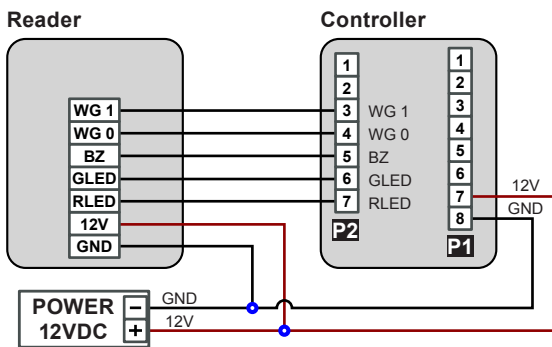 Reader
Controller
WG 1
WG 0
BZ
GLED
RLED
12V
GND
1
2
3 WG 1
4 WG 0
5 BZ
6 GLED
7 RLED
P2
1
2
3
4
5
6
7 12V
8 GND
P1
POWER
12VDC
− GND
+ 12V